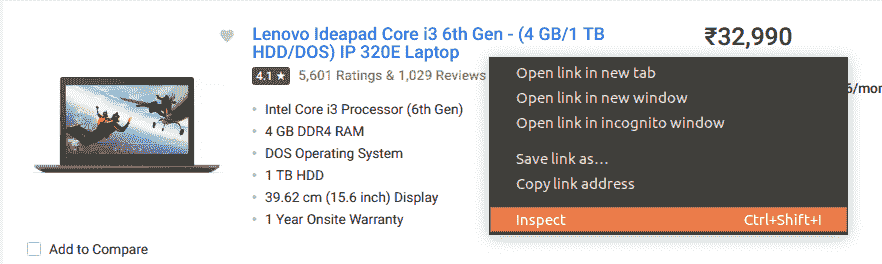 Lenovo Ideapad Core i3 6th Gen - (4 GB/1 TB
HDD/DOS) IP 320E Laptop
4.1 ★ 5,601 Ratings & 1,029 Reviews
• Intel Core i3 Processor (6th Gen)
• 4 GB DDR4 RAM
• DOS Operating System
• 1 TB HDD
• 39.62 cm (15.6 inch) Display
• 1 Year Onsite Warranty
Add to Compare
₹32,990
Open link in new tab
Open link in new window
Open link in incognito window
Save link as...
Copy link address
Inspect Ctrl+Shift+I